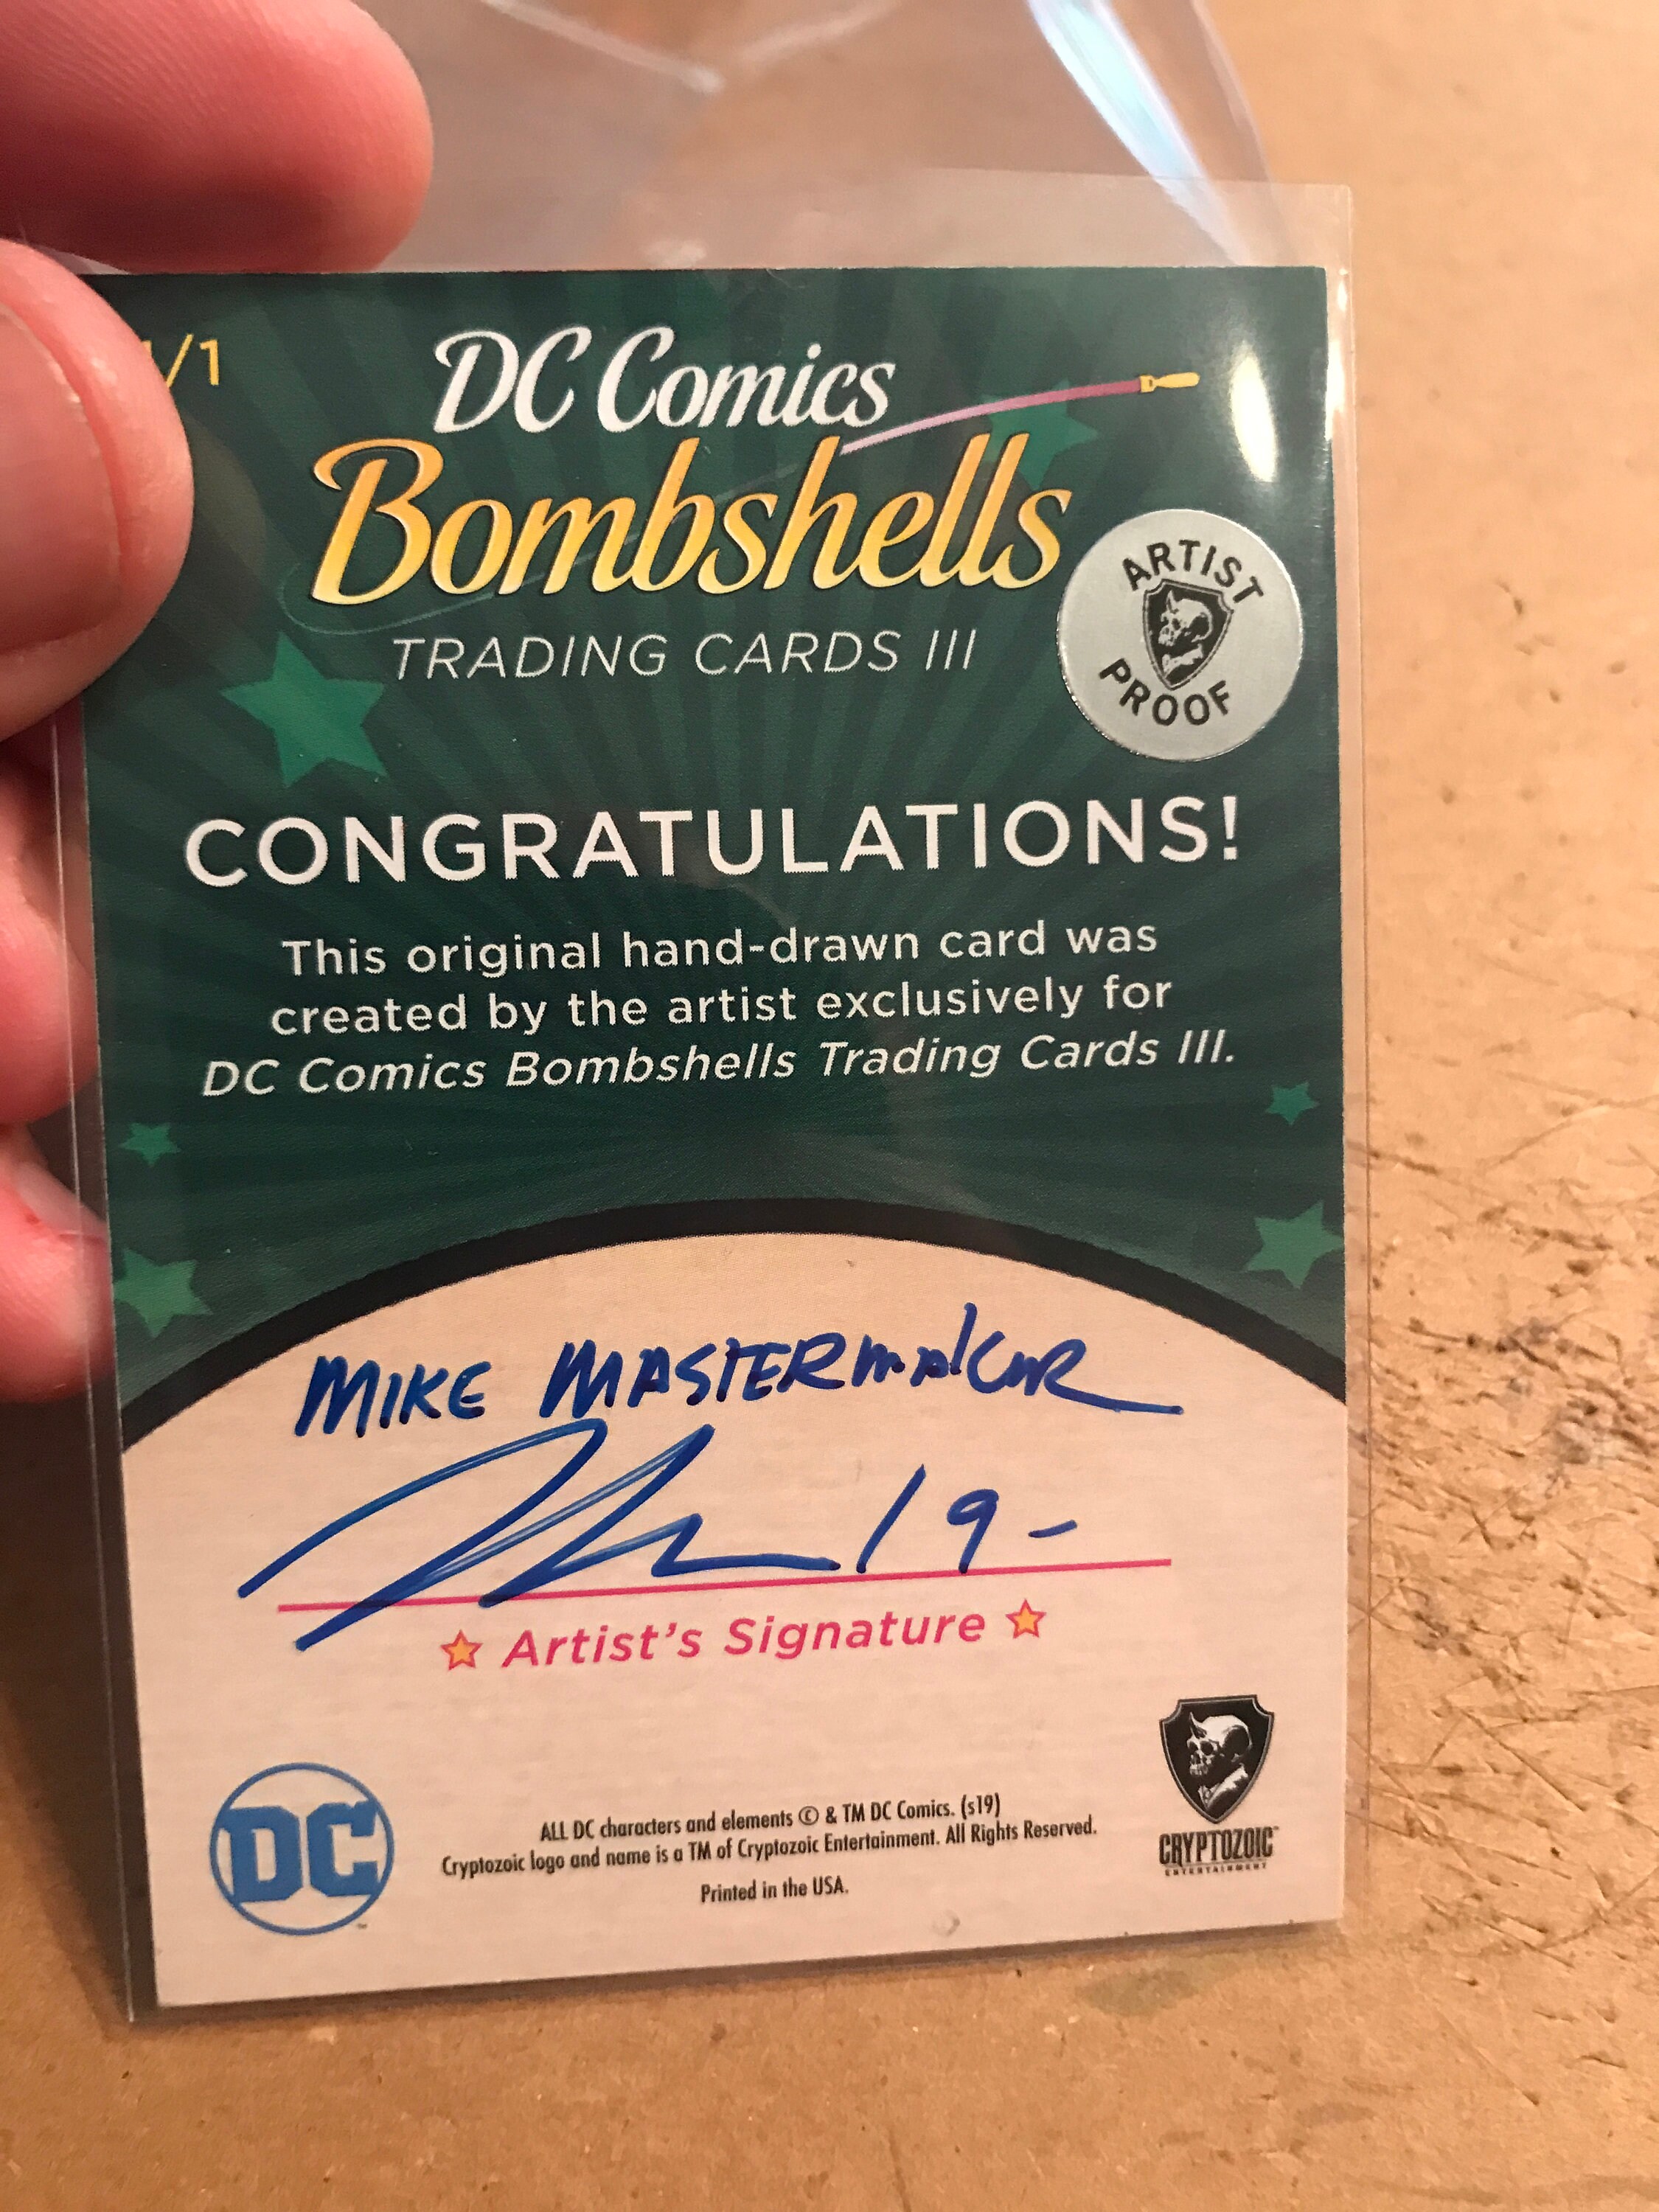 /1
DC Comics
Bombshells
TRADING CARDS III
ARTIST
PROOF
CONGRATULATIONS!
This original hand-drawn card was
created by the artist exclusively for
DC Comics Bombshells Trading Cards III.
MIKE MASTERMAKER
19-
Artist's Signature
DC
ALL DC characters and elements © & TM DC Comics. (s19)
Cryptozoic logo and name is a TM of Cryptozoic Entertainment. All Rights Reserved.
Printed in the USA.
CRYPTOZOIC
ENTERTAINMENT